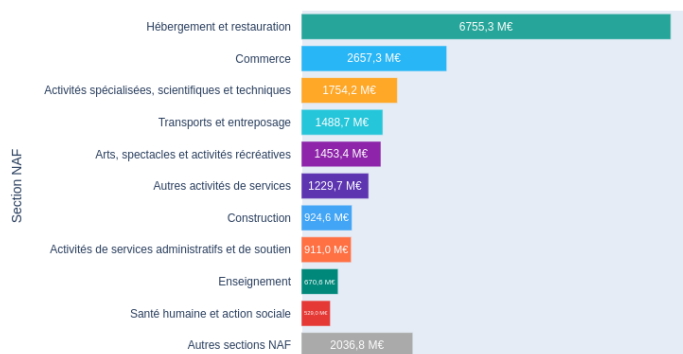 Section NAF
Hébergement et restauration 6755,3 M€
Commerce 2657,3 M€
Activités spécialisées, scientifiques et techniques 1754,2 M€
Transports et entreposage 1488,7 M€
Arts, spectacles et activités récréatives 1453,4 M€
Autres activités de services 1229,7 M€
Construction 924,6 M€
Activités de services administratifs et de soutien 911,0 M€
Enseignement 670,6 M€
Santé humaine et action sociale 529,0 M€
Autres sections NAF 2036,8 M€